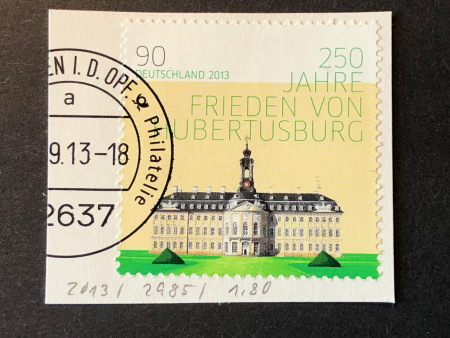 90
DEUTSCHLAND 2013
250
JAHRE
FRIEDEN VON
UBERTUSBURG
EN I. D. OPF. Philatelie
a
9.13-18
2637
2013 / 2985 / 1.80